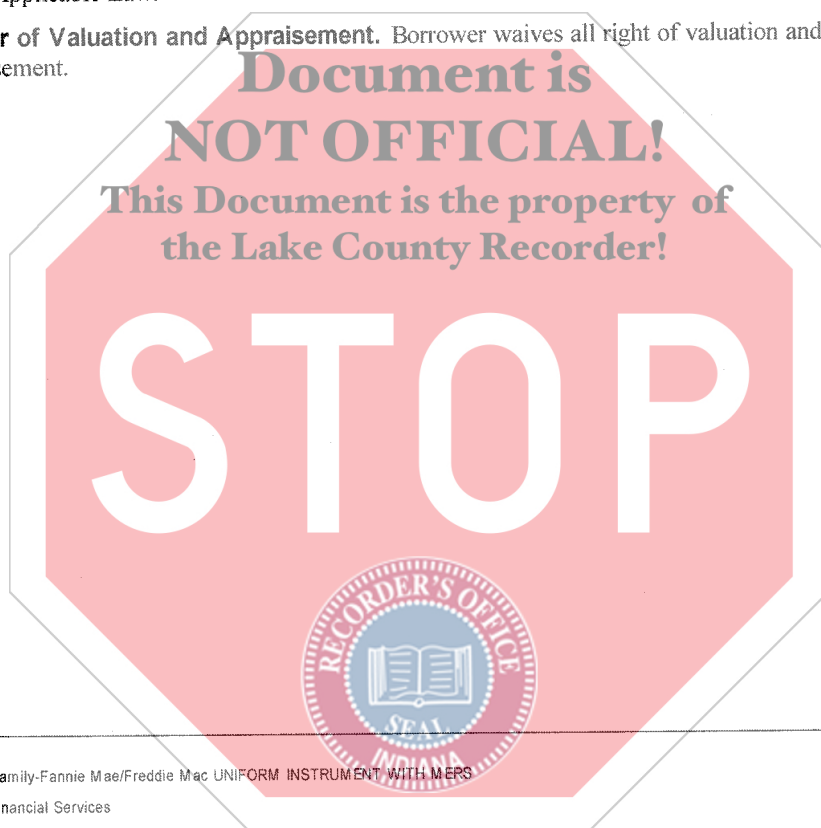 r of Valuation and Appraisement. Borrower waives all right of valuation and
sement.
Document is
NOT OFFICIAL!
This Document is the property of
the Lake County Recorder!
STOP
RECORDER'S OFFICE
SEAL
INDIANA
amily-Fannie Mae/Freddie Mac UNIFORM INSTRUMENT WITH MERS
nancial Services